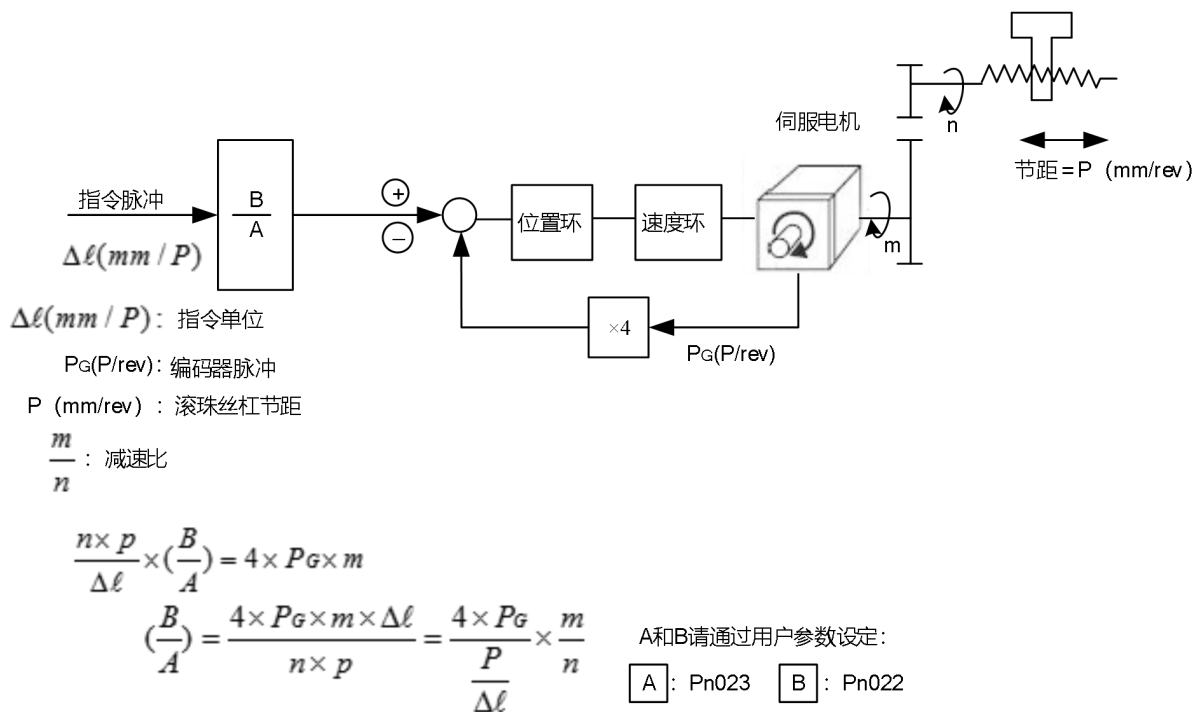 伺服电机
n
节距=P（mm/rev）
指令脉冲
B
A
+
−
位置环
速度环
m
Δℓ(mm / P)
×4
PG(P/rev)
Δℓ(mm / P)：指令单位
PG(P/rev)：编码器脉冲
P（mm/rev）：滚珠丝杠节距
m/n：减速比
n×p/Δℓ×(B/A)=4×PG×m
(B/A)=4×PG×m×Δℓ/n×p=4×PG/P/Δℓ×m/n
A和B请通过用户参数设定：
A：Pn023 B：Pn022